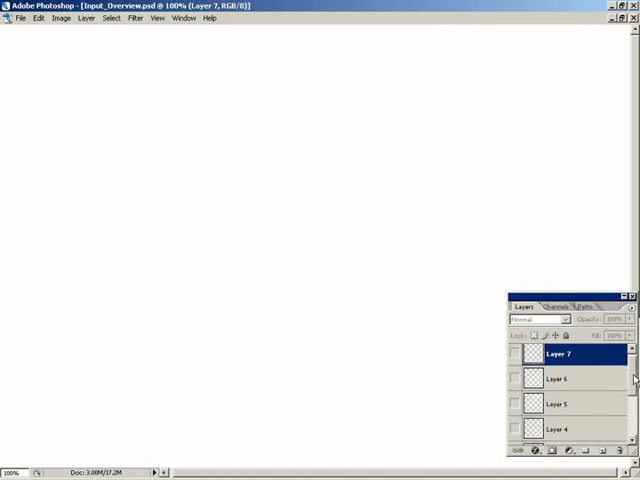 Adobe Photoshop - [Input_Overview.psd @ 100% (Layer 7, RGB/8)]
File Edit Image Layer Select Filter View Window Help
Layers Channels Paths
Normal Opacity: 100%
Lock: Fill: 100%
Layer 7
Layer 6
Layer 5
Layer 4
100% Doc: 3.00M/17.2M